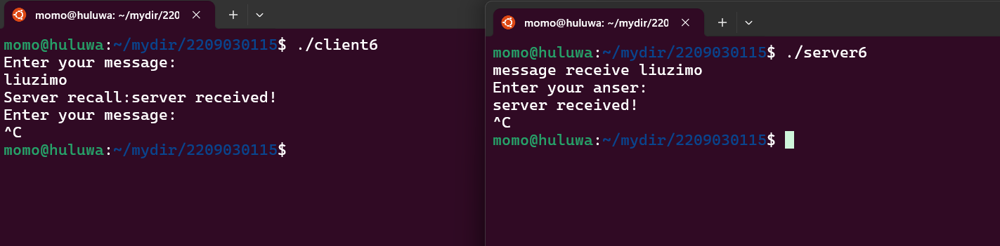 momo@huluwa: ~/mydir/220
momo@huluwa:~/mydir/2209030115$ ./client6
Enter your message:
liuzimo
Server recall:server received!
Enter your message:
^C
momo@huluwa:~/mydir/2209030115$
momo@huluwa: ~/mydir/220
momo@huluwa:~/mydir/2209030115$ ./server6
message receive liuzimo
Enter your anser:
server received!
^C
momo@huluwa:~/mydir/2209030115$